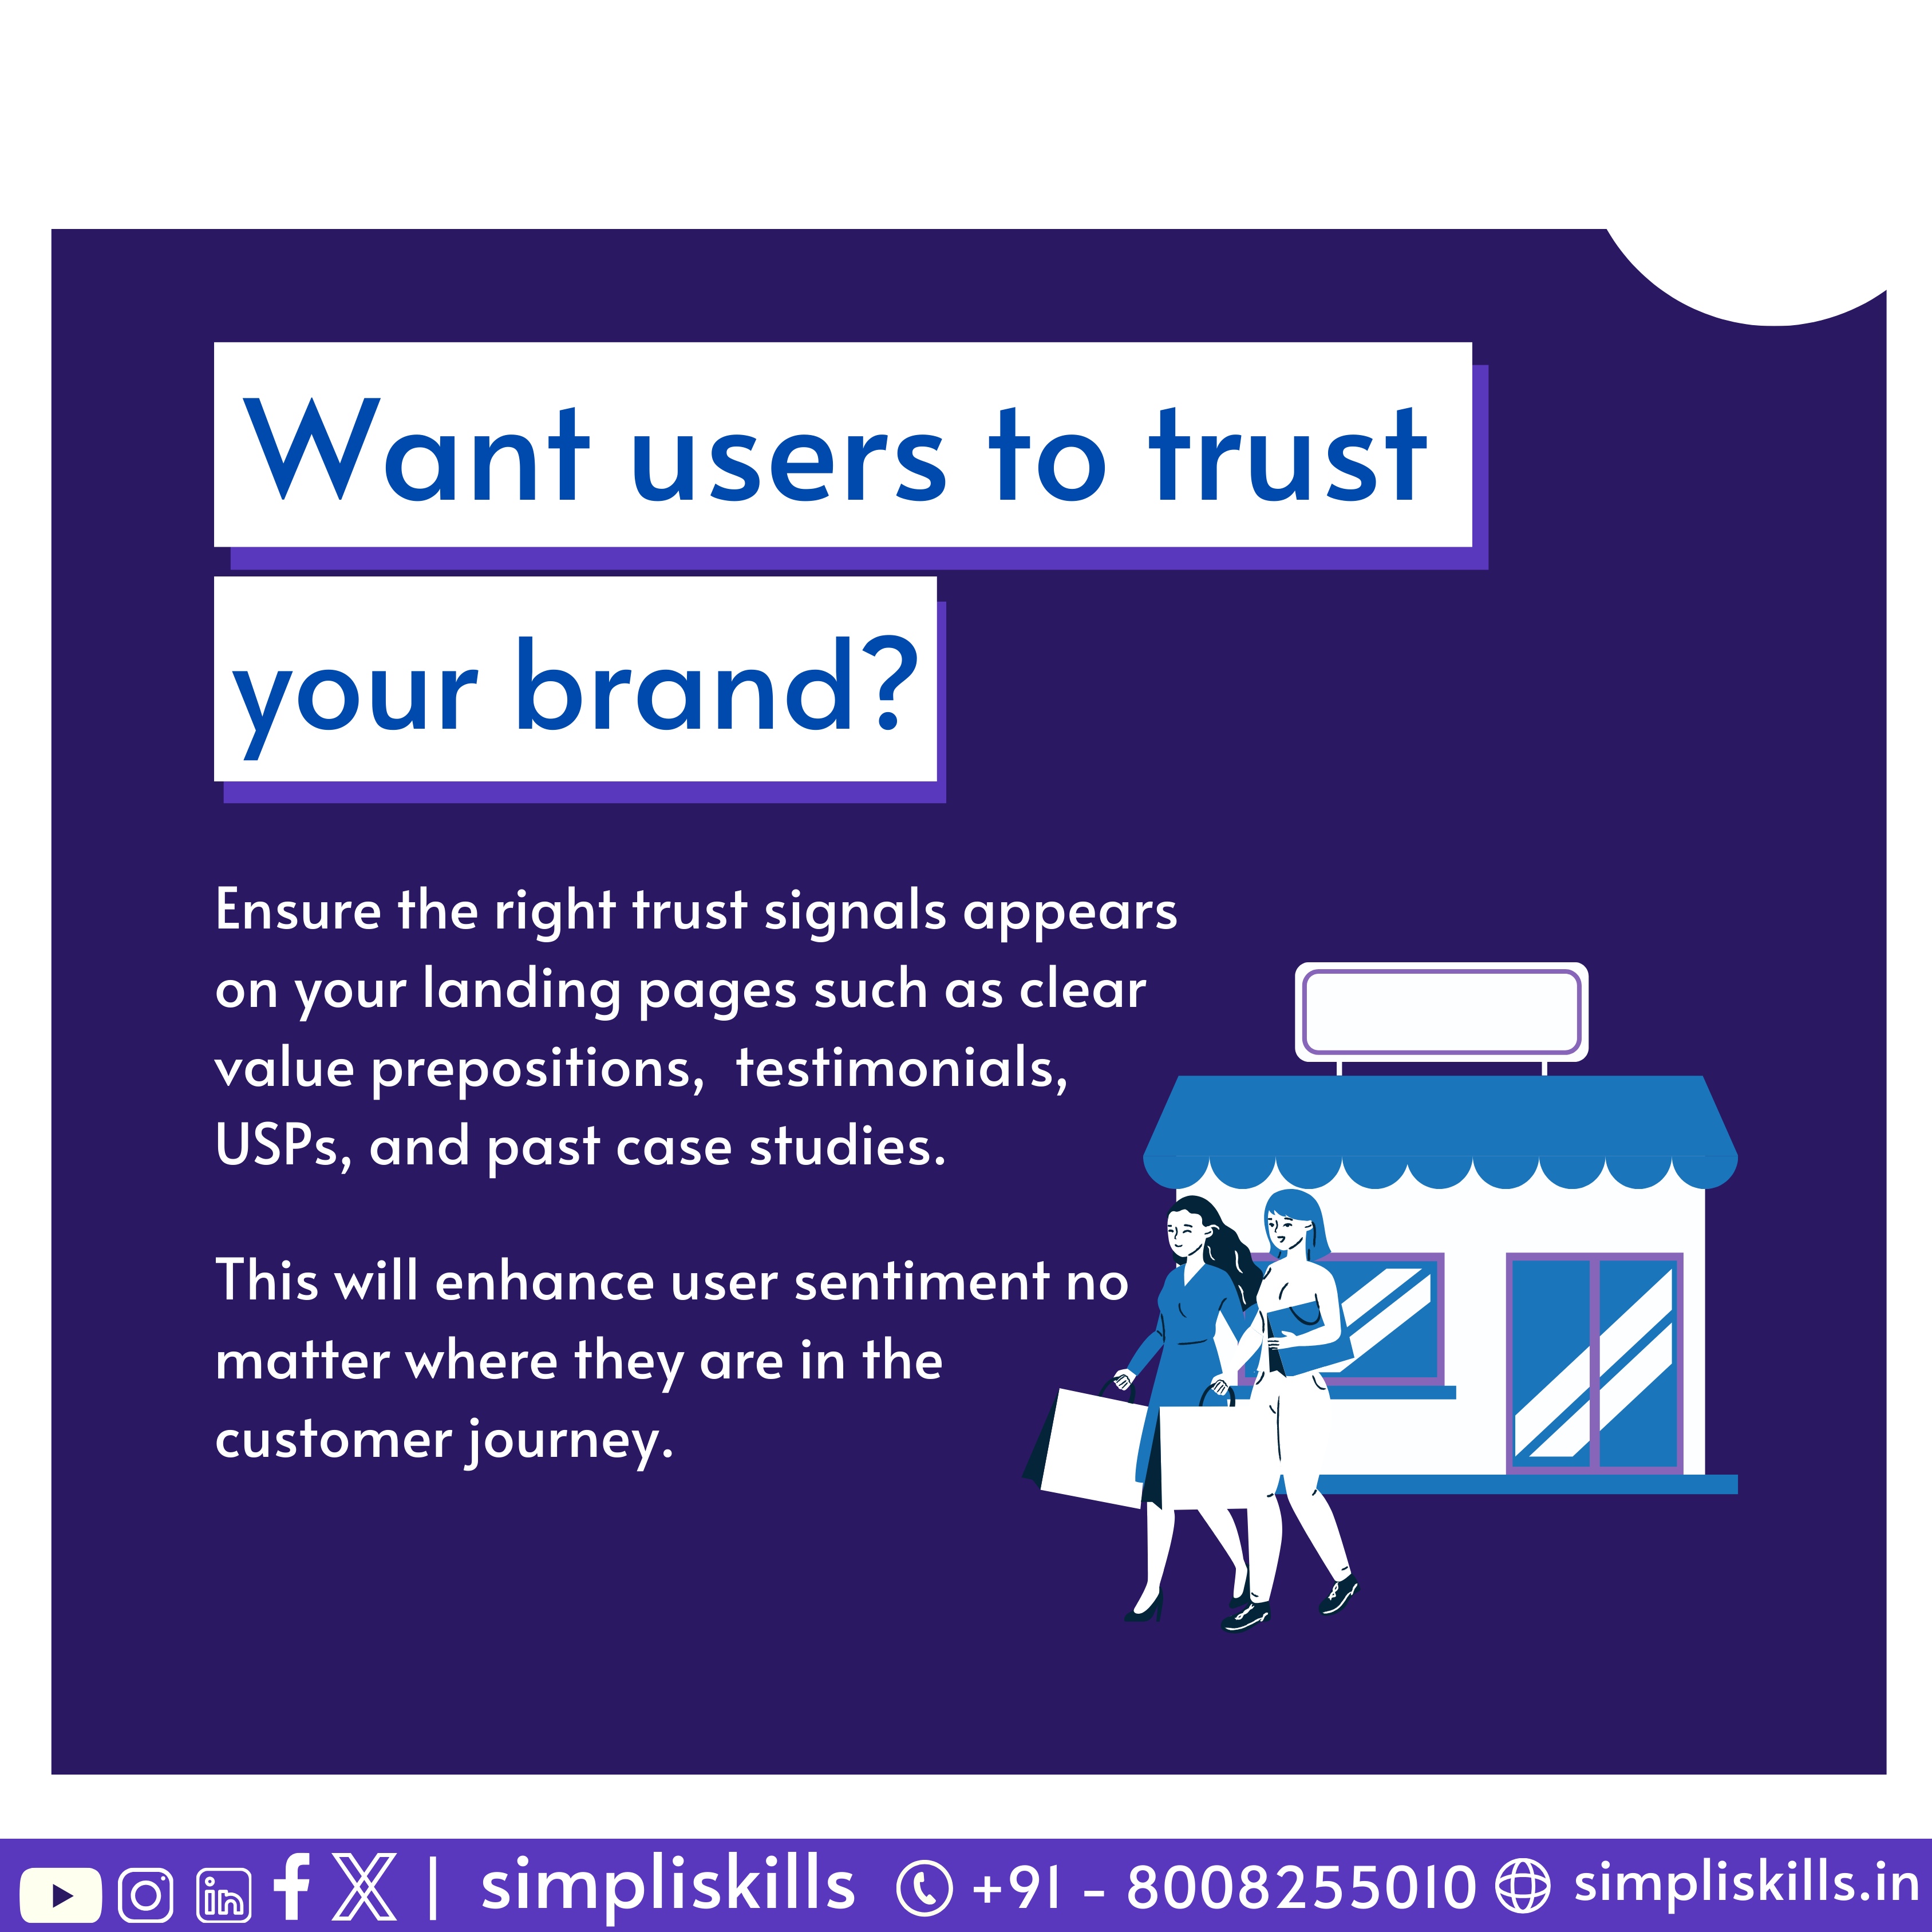 Want users to trust
your brand?
Ensure the right trust signals appears
on your landing pages such as clear
value prepositions, testimonials,
USPs, and past case studies.
This will enhance user sentiment no
matter where they are in the
customer journey.
in f X | simpliskills +91 - 8008255010 simpliskills.in